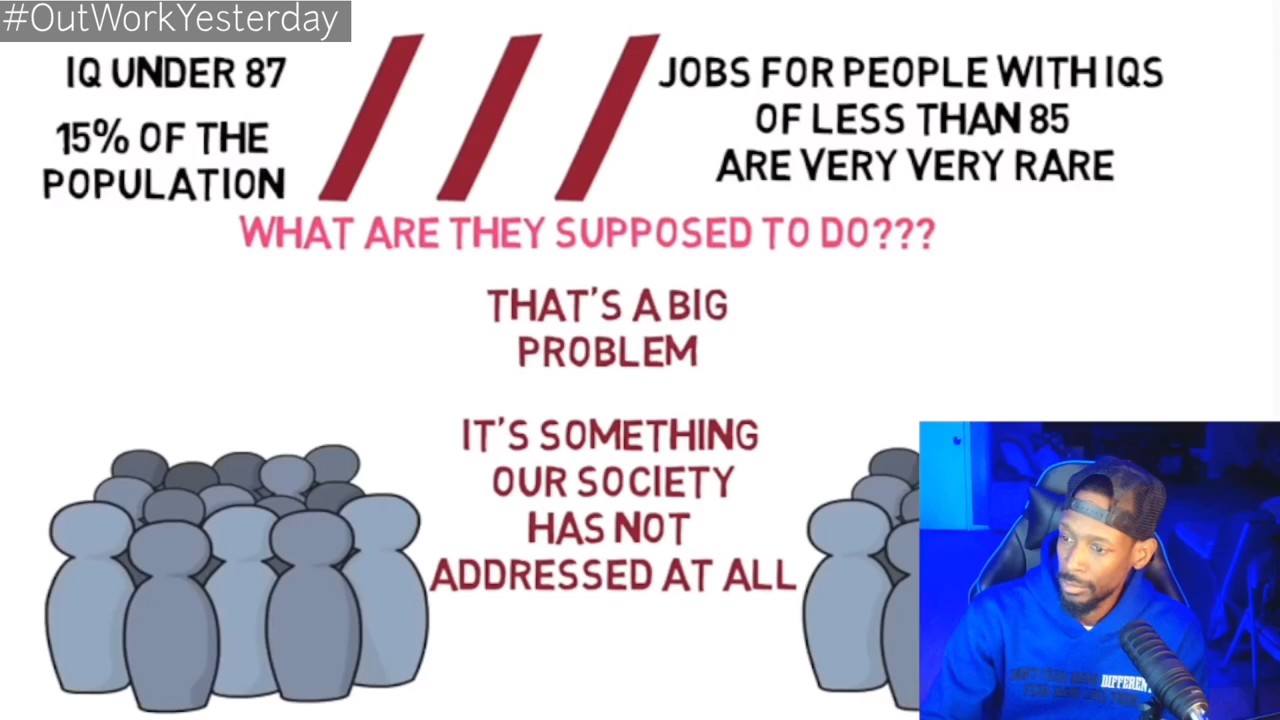 #OutWorkYesterday
IQ UNDER 87
15% OF THE
POPULATION
JOBS FOR PEOPLE WITH IQS
OF LESS THAN 85
ARE VERY VERY RARE
WHAT ARE THEY SUPPOSED TO DO???
THAT'S A BIG
PROBLEM
IT'S SOMETHING
OUR SOCIETY
HAS NOT
ADDRESSED AT ALL
DIFFERENT